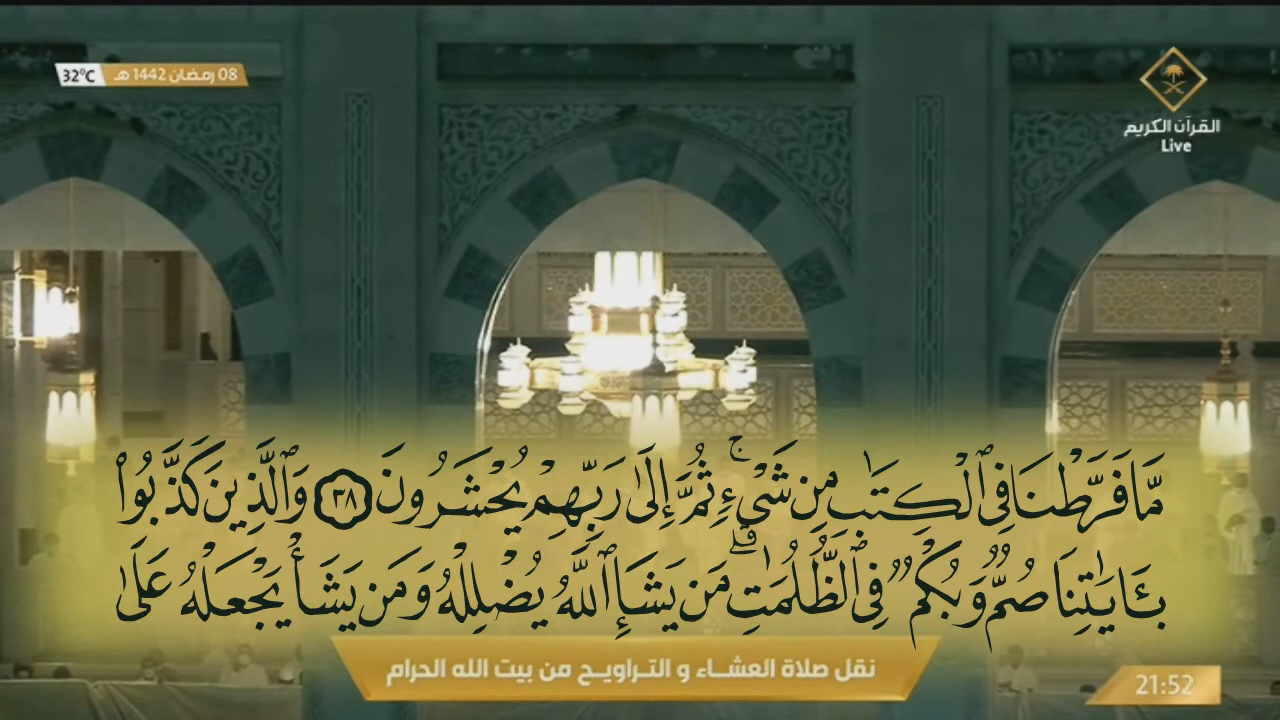 08 رمضان 1442 هـ
32°C
القرآن الكريم
Live
مَّا فَرَّطْنَا فِى ٱلْكِتَٰبِ مِن شَىْءٍۚ ثُمَّ إِلَىٰ رَبِّهِمْ يُحْشَرُونَ ٣٨ وَٱلَّذِينَ كَذَّبُوا۟
بِـَٔايَٰتِنَا صُمٌّ وَبُكْمٌ فِى ٱلظُّلُمَٰتِۗ مَن يَشَإِ ٱللَّهُ يُضْلِلْهُ وَمَن يَشَأْ يَجْعَلْهُ عَلَىٰ
نقل صلاة العشاء و التراويح من بيت الله الحرام
21:52